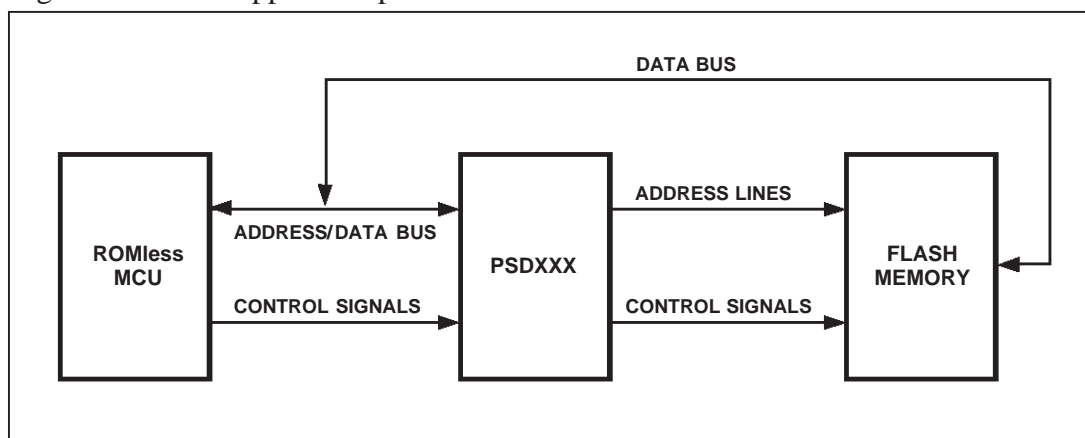 DATA BUS
ADDRESS LINES
ADDRESS/DATA BUS
ROMless
MCU
PSDXXX
FLASH
MEMORY
CONTROL SIGNALS
CONTROL SIGNALS